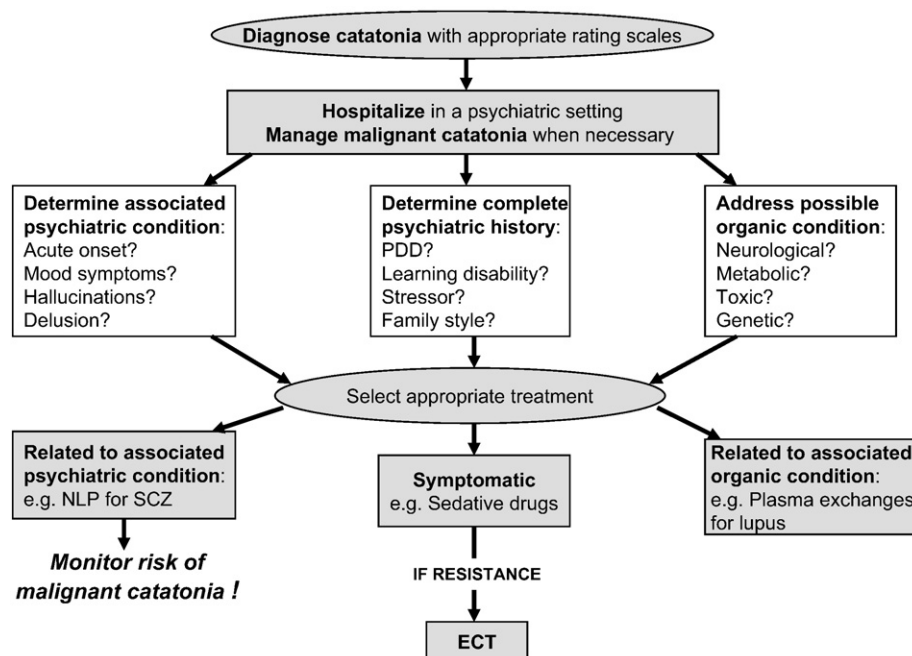 Diagnose catatonia with appropriate rating scales
Hospitalize in a psychiatric setting
Manage malignant catatonia when necessary
Determine associated
psychiatric condition:
Acute onset?
Mood symptoms?
Hallucinations?
Delusion?
Determine complete
psychiatric history:
PDD?
Learning disability?
Stressor?
Family style?
Address possible
organic condition:
Neurological?
Metabolic?
Toxic?
Genetic?
Select appropriate treatment
Related to associated
psychiatric condition:
e.g. NLP for SCZ
Monitor risk of
malignant catatonia !
Symptomatic
e.g. Sedative drugs
IF RESISTANCE
ECT
Related to associated
organic condition:
e.g. Plasma exchanges
for lupus